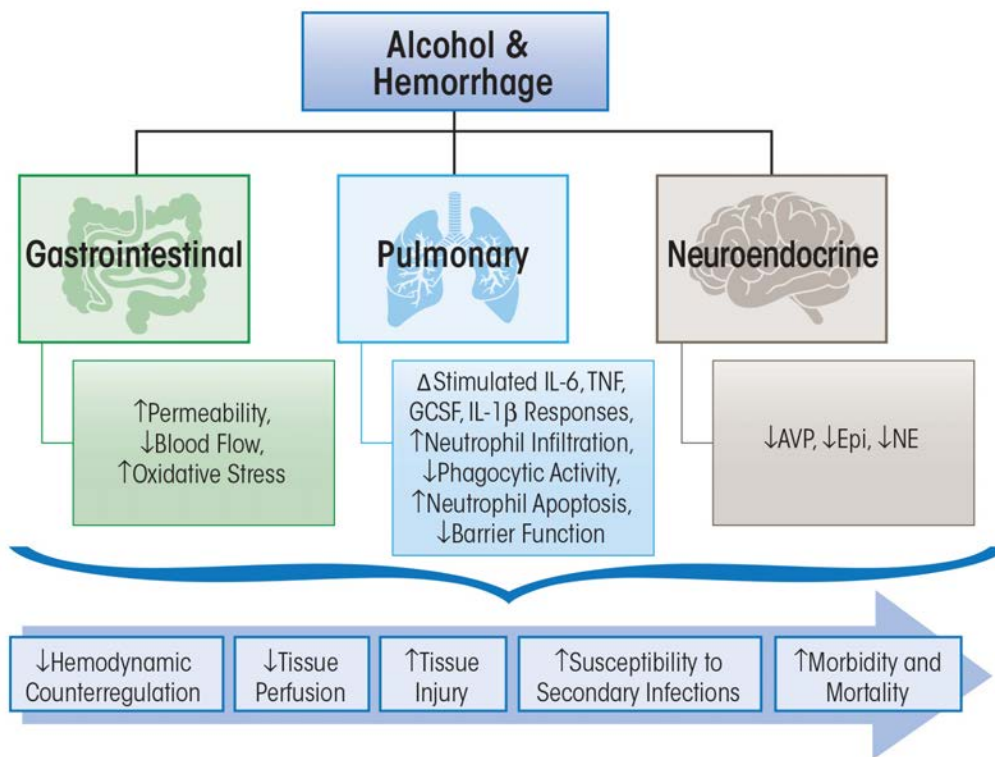 Alcohol &
Hemorrhage
Gastrointestinal
Pulmonary
Neuroendocrine
↑Permeability,
↓Blood Flow,
↑Oxidative Stress
ΔStimulated IL-6, TNF,
GCSF, IL-1β Responses,
↑Neutrophil Infiltration,
↓Phagocytic Activity,
↑Neutrophil Apoptosis,
↓Barrier Function
↓AVP, ↓Epi, ↓NE
↓Hemodynamic
Counterregulation
↓Tissue
Perfusion
↑Tissue
Injury
↑Susceptibility to
Secondary Infections
↑Morbidity and
Mortality